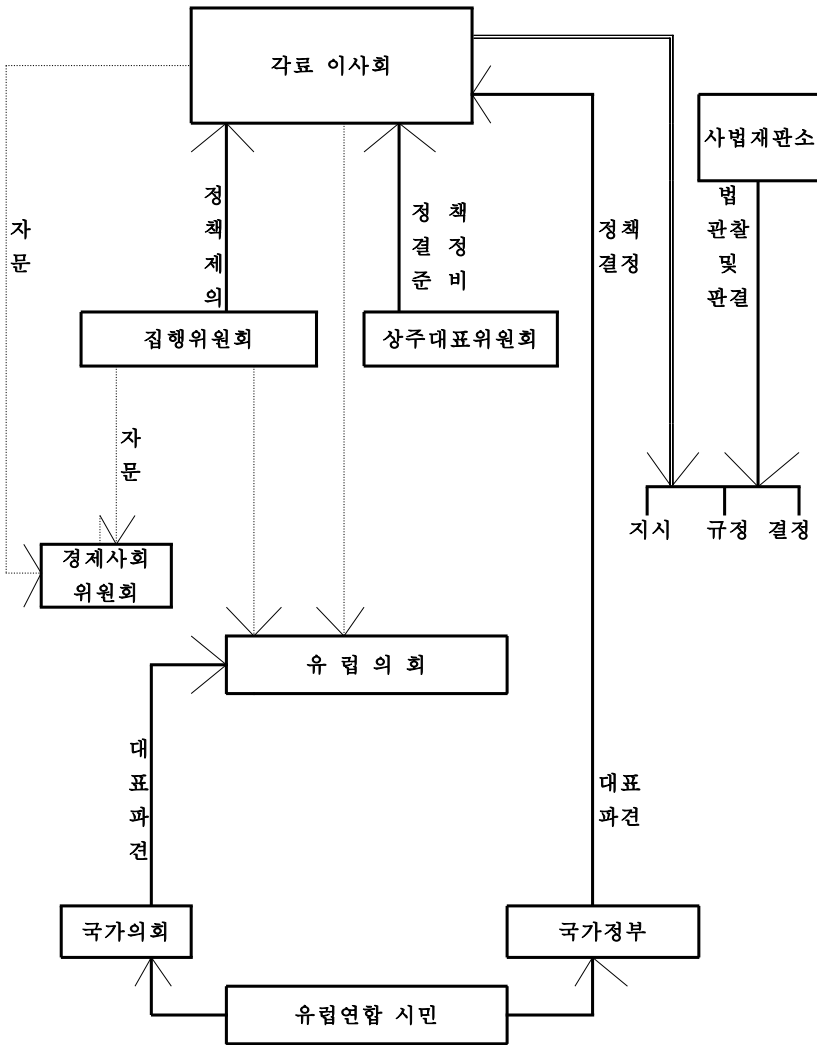 각료 이사회
사법재판소
자
문
정
책
제
의
정 책
결 정
준 비
정책
결정
법
관찰
및
판결
집행위원회
상주대표위원회
자
문
지시 규정 결정
경제사회
위원회
유 럽 의 회
대
표
파
견
대표
파견
국가의회
국가정부
유럽연합 시민